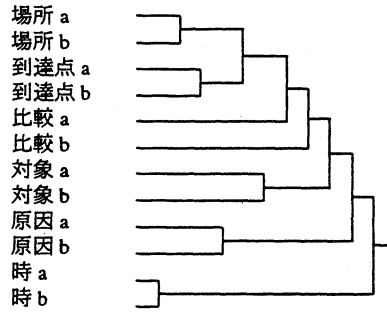 場所 a
場所 b
到達点 a
到達点 b
比較 a
比較 b
対象 a
対象 b
原因 a
原因 b
時 a
時 b